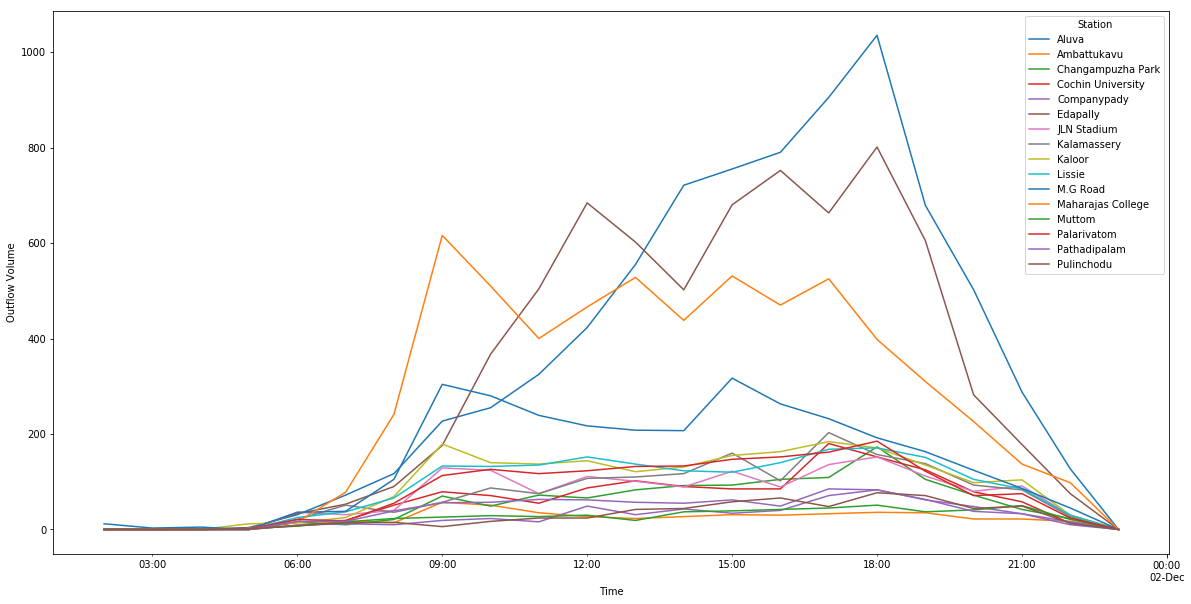 Station
Aluva
Ambattukavu
Changampuzha Park
Cochin University
Companypady
Edapally
JLN Stadium
Kalamassery
Kaloor
Lissie
M.G Road
Maharajas College
Muttom
Palarivatom
Pathadipalam
Pulinchodu
1000
800
600
400
200
0
Outflow Volume
03:00
06:00
09:00
12:00
15:00
18:00
21:00
00:00
02-Dec
Time